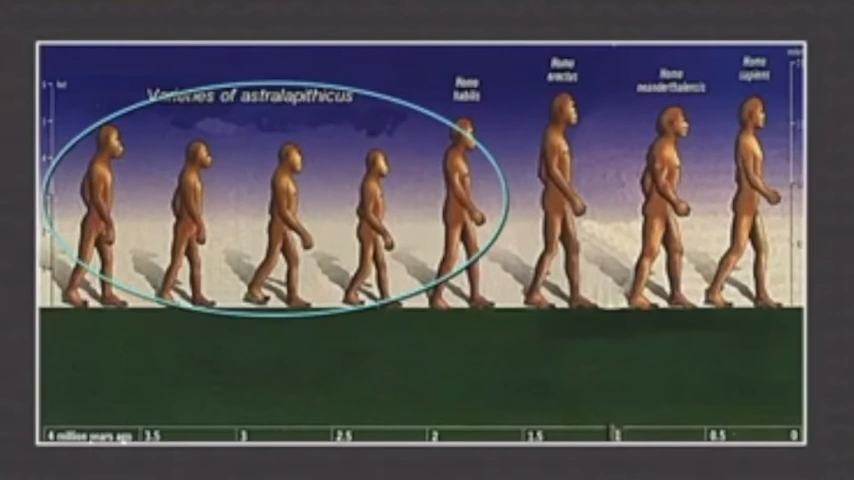 Varieties of astralapithicus
Homo
habilis
Homo
erectus
Homo
neanderthalensis
Homo
sapiens
4 million years ago 3.5 3 2.5 2 1.5 1 0.5 0